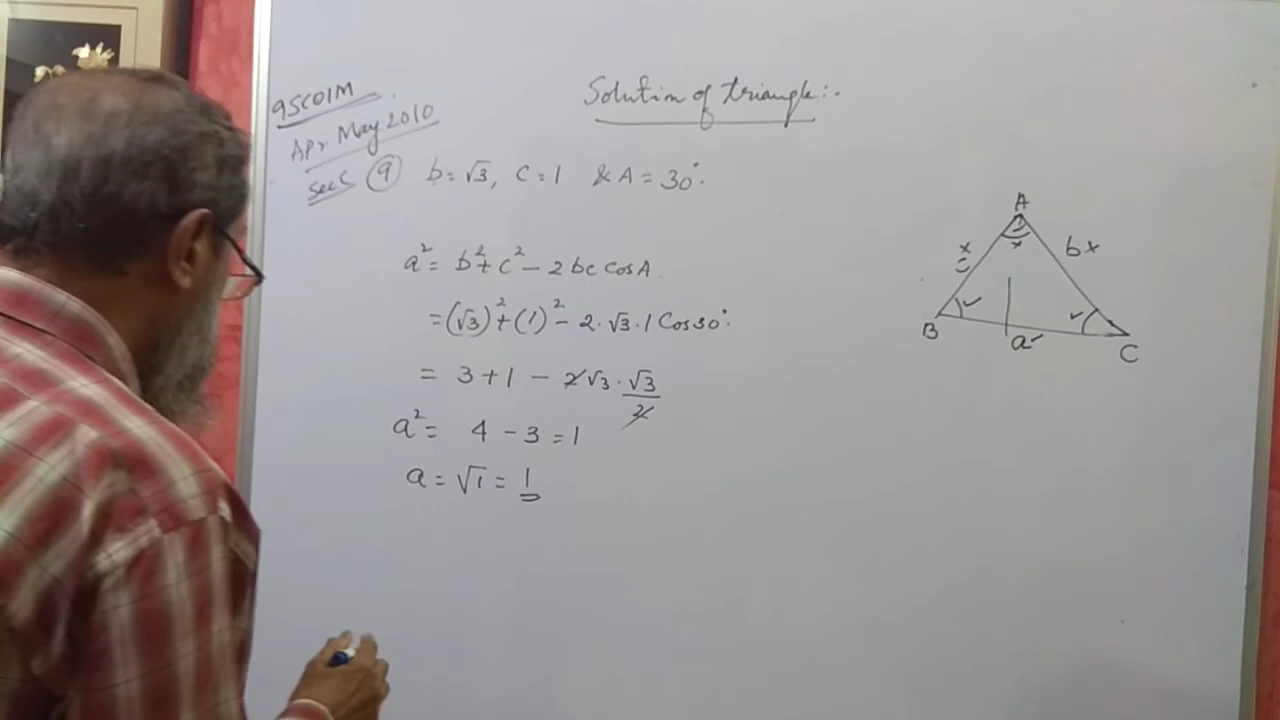 Solution of triangle:-
9SC01M
Apr May 2010
Sec C (9) b = √3, C = 1 & A = 30°.
a² = b² + c² - 2bc cos A.
= (√3)² + (1)² - 2·√3·1 Cos 30°.
= 3 + 1 - 2√3 · √3/2
a² = 4 - 3 = 1
a = √1 = 1
A
x x b x
c
B a ✓ C